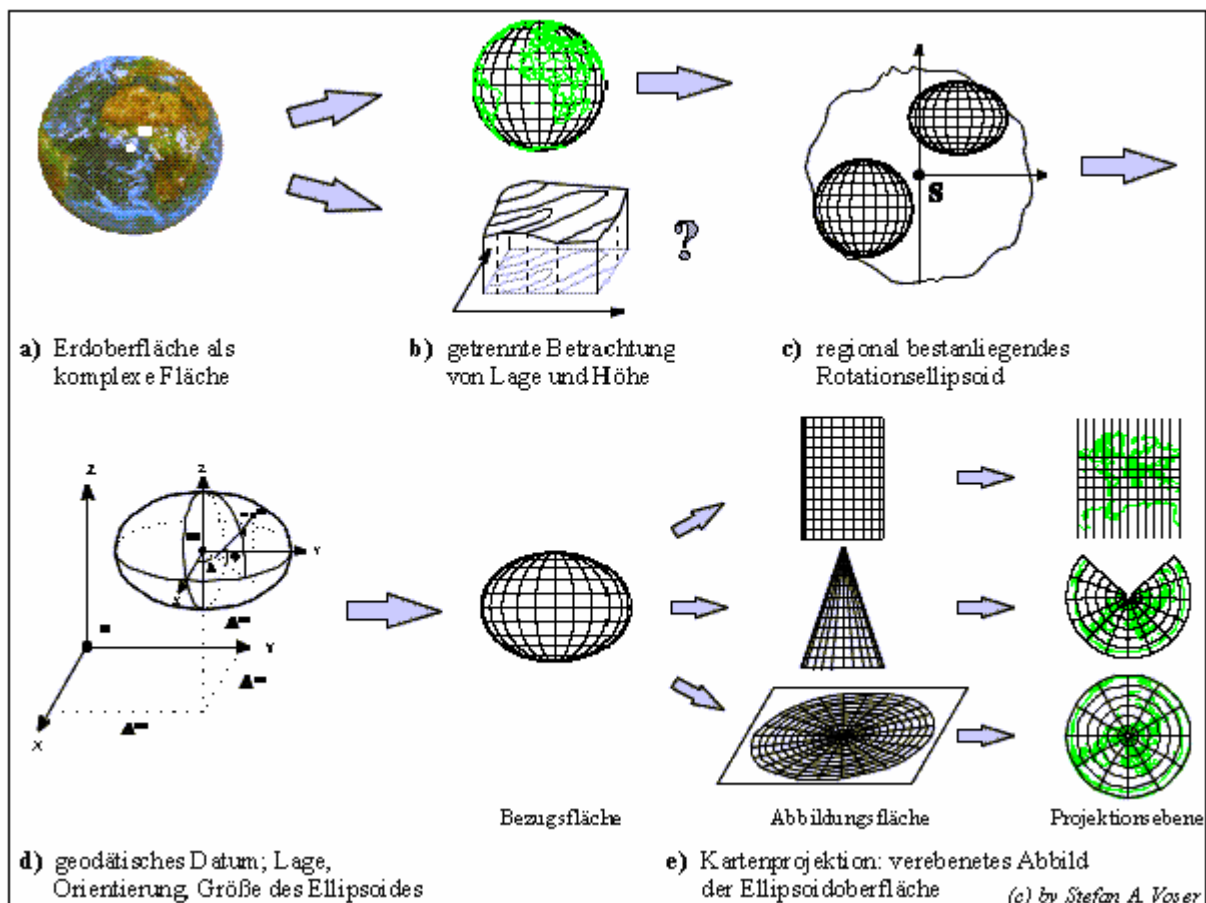 S
?
a) Erdoberfläche als
komplexe Fläche
b) getrennte Betrachtung
von Lage und Höhe
c) regional bestanliegendes
Rotationsellipsoid
Z
Z
Y
X
Y
X
Bezugsfläche
Abbildungsfläche
Projektionsebene
d) geodätisches Datum; Lage,
Orientierung, Größe des Ellipsoides
e) Kartenprojektion: verebenetes Abbild
der Ellipsoidoberfläche
(c) by Stefan A. Voser